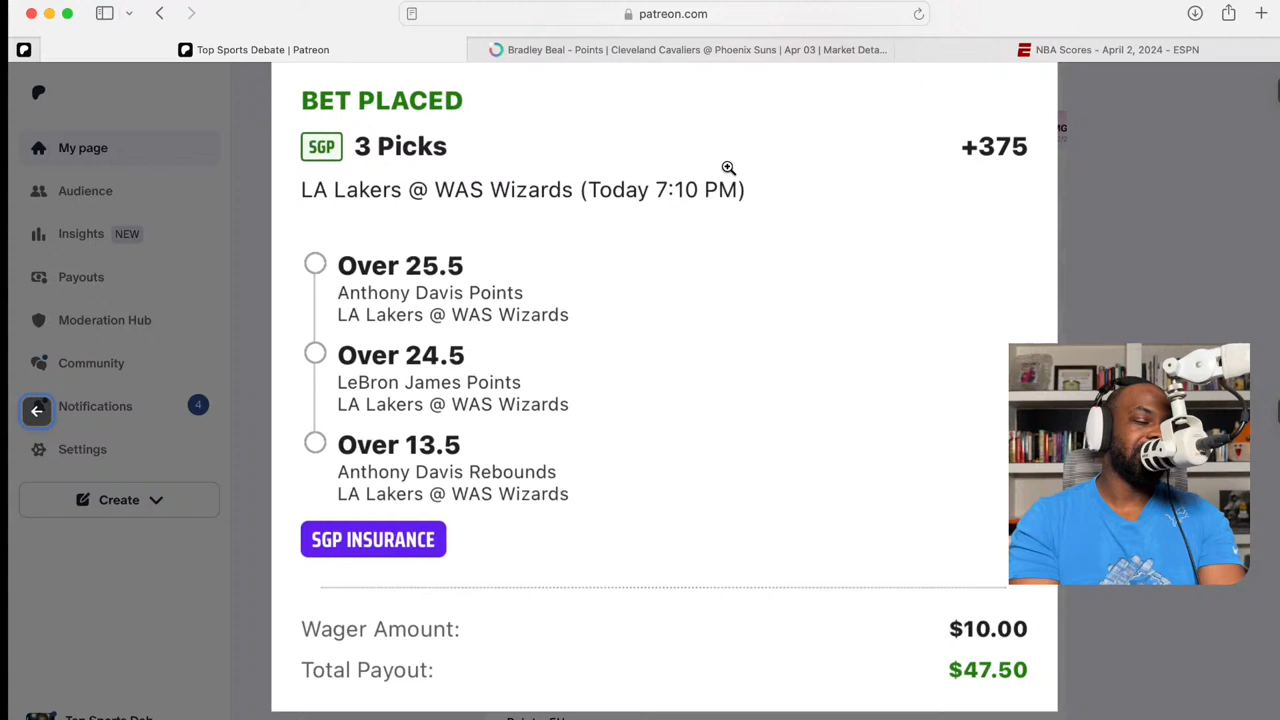 patreon.com
Top Sports Debate | Patreon
Bradley Beal - Points | Cleveland Cavaliers @ Phoenix Suns | Apr 03 | Market Deta...
NBA Scores - April 2, 2024 - ESPN
My page
Audience
Insights NEW
Payouts
Moderation Hub
Community
Notifications 4
Settings
Create
BET PLACED
SGP 3 Picks +375
LA Lakers @ WAS Wizards (Today 7:10 PM)
Over 25.5
Anthony Davis Points
LA Lakers @ WAS Wizards
Over 24.5
LeBron James Points
LA Lakers @ WAS Wizards
Over 13.5
Anthony Davis Rebounds
LA Lakers @ WAS Wizards
SGP INSURANCE
Wager Amount: $10.00
Total Payout: $47.50